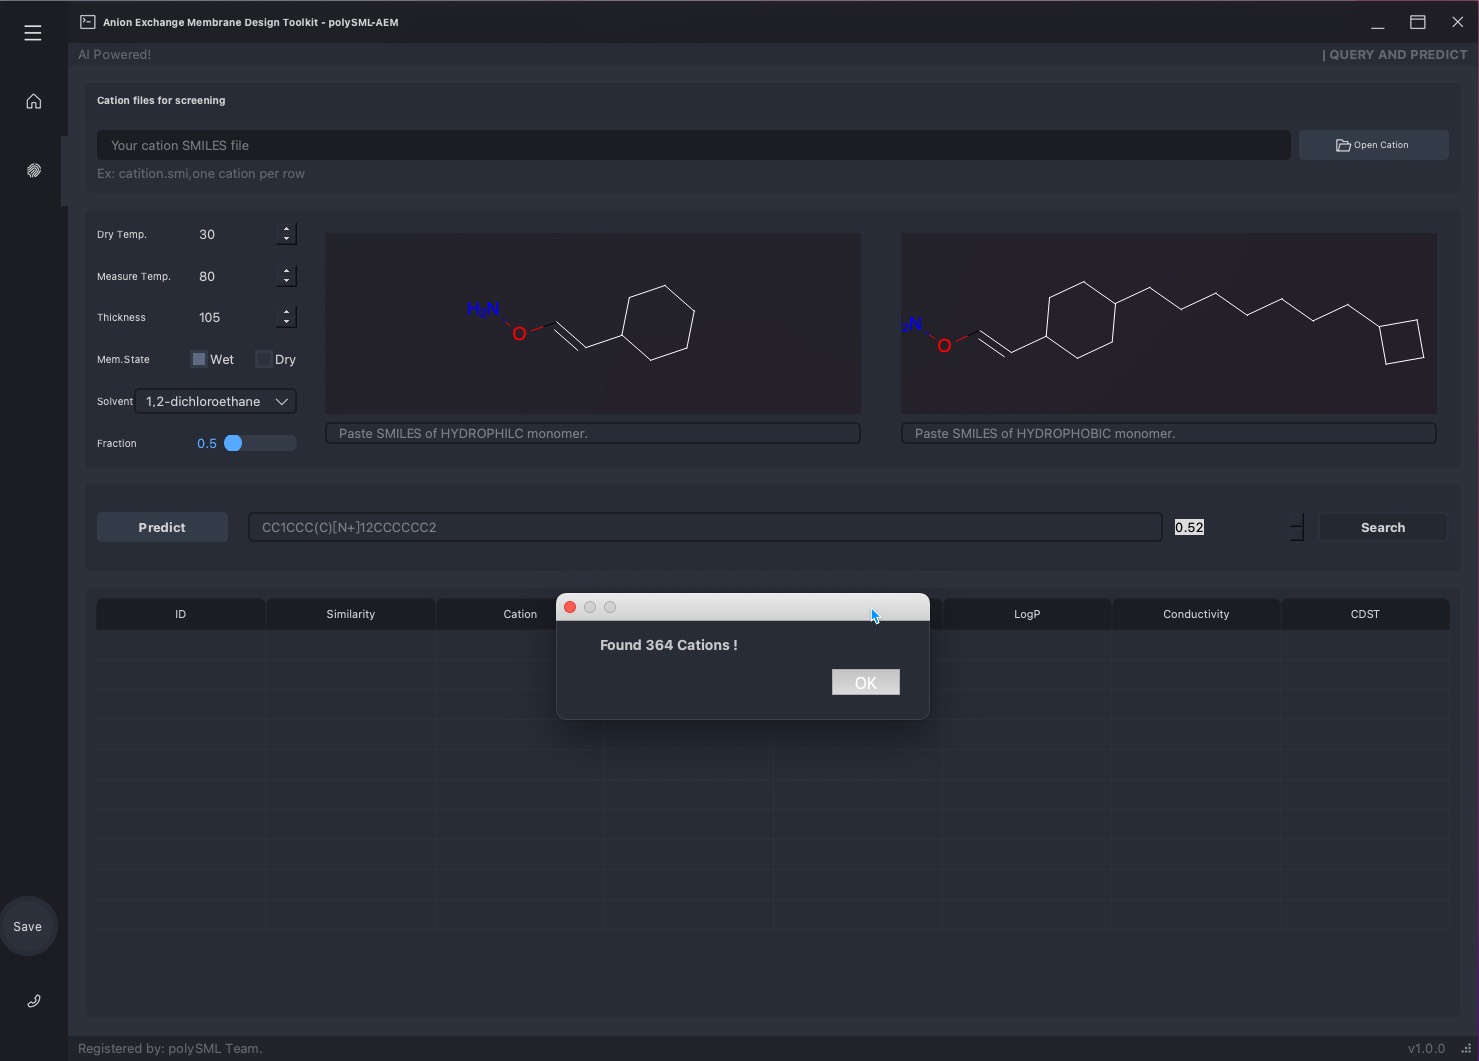 Anion Exchange Membrane Design Toolkit - polySML-AEM
AI Powered!
| QUERY AND PREDICT
Cation files for screening
Your cation SMILES file
Open Cation
Ex: catition.smi,one cation per row
Dry Temp.
30
Measure Temp.
80
Thickness
105
Mem.State
Wet
Dry
Solvent
1,2-dichloroethane
Fraction
0.5
H2N
O
Paste SMILES of HYDROPHILC monomer.
2N
O
Paste SMILES of HYDROPHOBIC monomer.
Predict
CC1CCC(C)[N+]12CCCCCC2
0.52
Search
ID
Similarity
Cation
LogP
Conductivity
CDST
Found 364 Cations !
OK
Save
Registered by: polySML Team.
v1.0.0